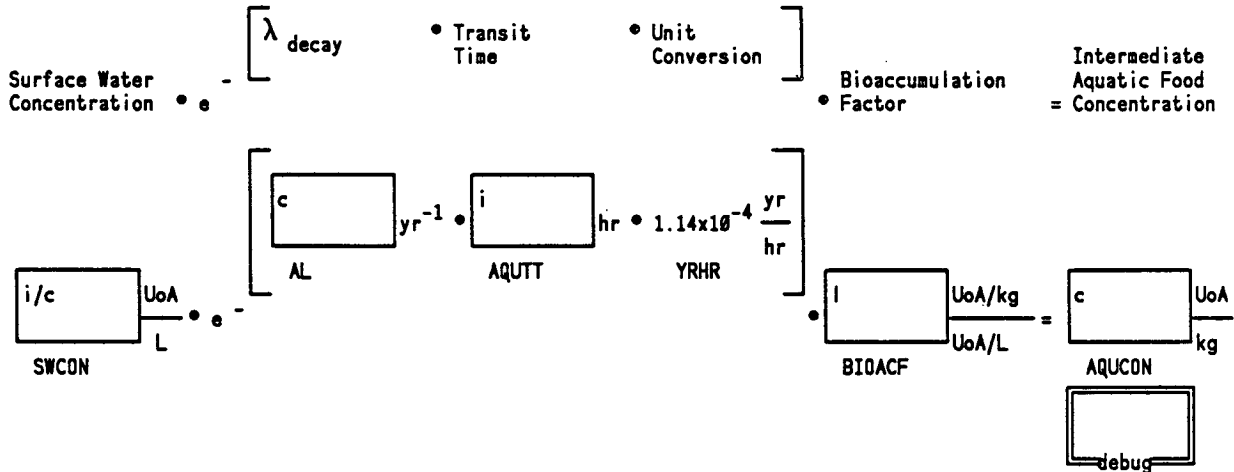 λ decay • Transit Time • Unit Conversion
Surface Water Concentration • e - • Bioaccumulation Factor = Intermediate Aquatic Food Concentration
c yr-1 • i hr • 1.14x10-4 yr/hr
AL AQUTT YRHR
i/c UoA/L • e - • l UoA/kg / UoA/L = c UoA/kg
SWCON BIOACF AQUCON
debug